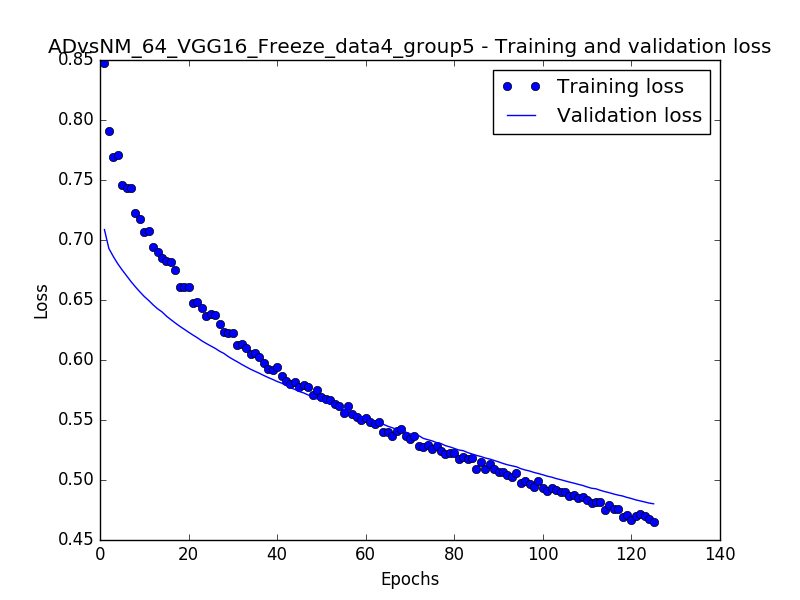 ADvsNM_64_VGG16_Freeze_data4_group5 - Training and validation loss
Training loss
Validation loss
0.85
0.80
0.75
0.70
0.65
0.60
0.55
0.50
0.45
Loss
0 20 40 60 80 100 120 140
Epochs